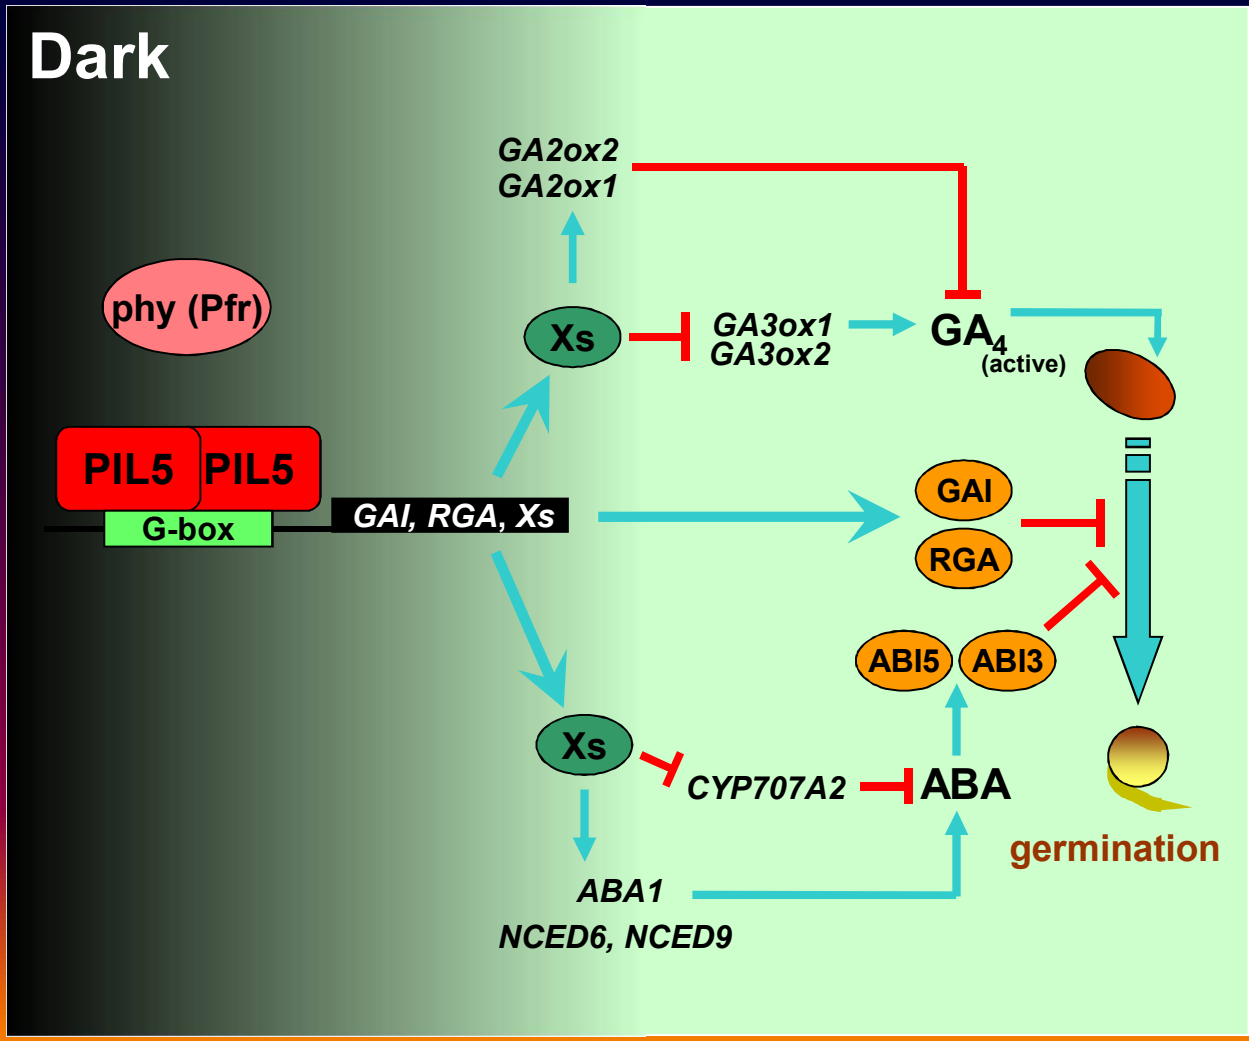 Dark
GA2ox2
GA2ox1
phy (Pfr)
Xs
GA3ox1
GA3ox2
GA4
(active)
PIL5 PIL5
G-box
GAI, RGA, Xs
GAI
RGA
ABI5 ABI3
Xs
CYP707A2
ABA
germination
ABA1
NCED6, NCED9